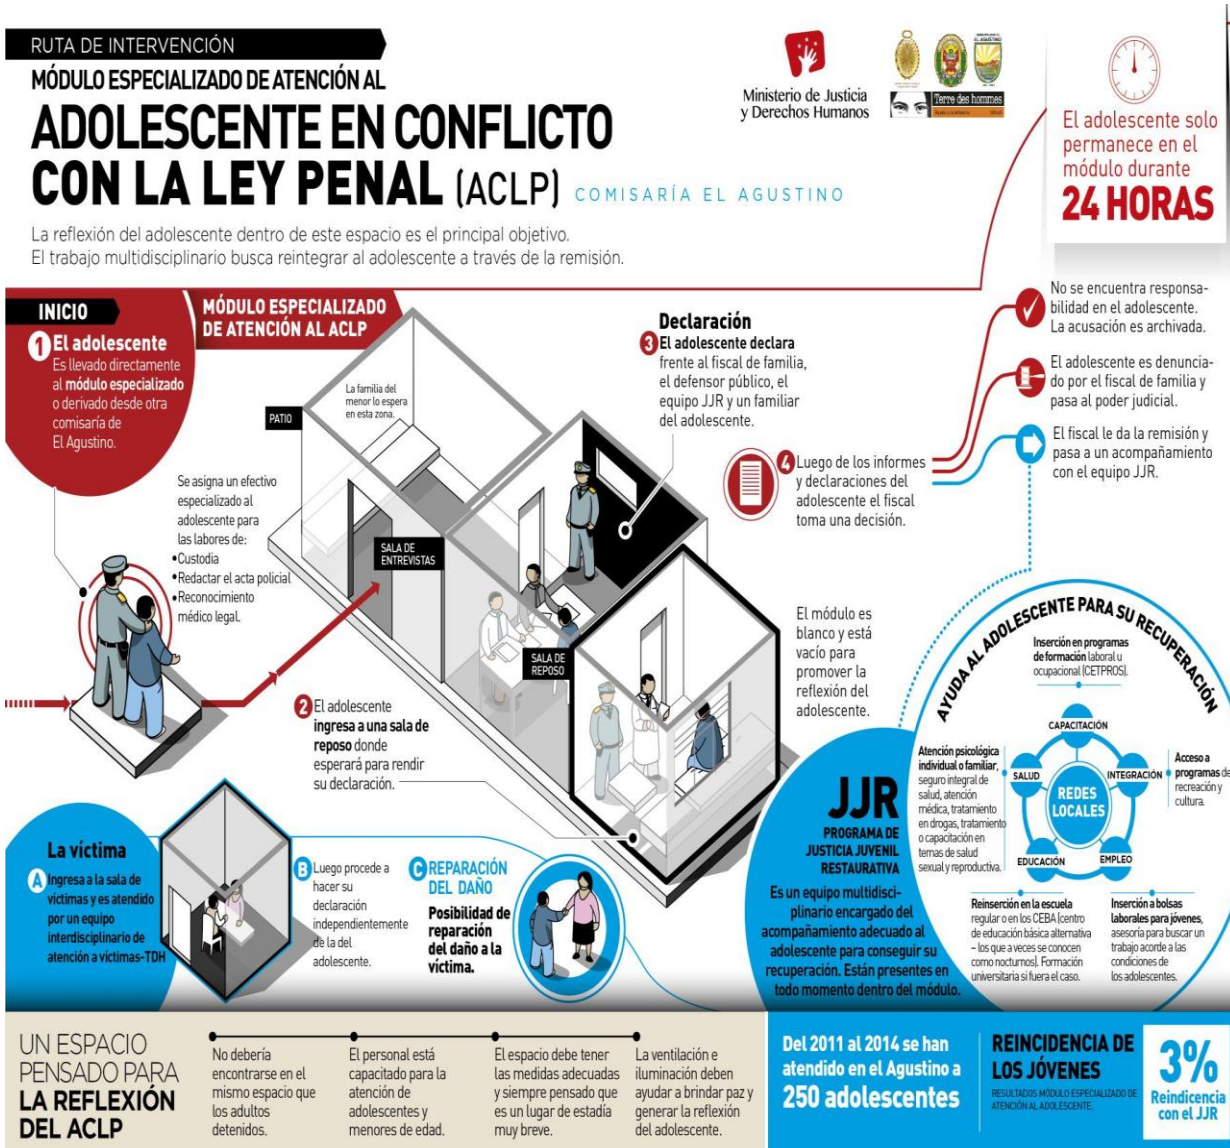 RUTA DE INTERVENCIÓN
MÓDULO ESPECIALIZADO DE ATENCIÓN AL
ADOLESCENTE EN CONFLICTO
CON LA LEY PENAL (ACLP) COMISARÍA EL AGUSTINO
La reflexión del adolescente dentro de este espacio es el principal objetivo.
El trabajo multidisciplinario busca reintegrar al adolescente a través de la remisión.
Ministerio de Justicia
y Derechos Humanos
EL AGUSTINO
Terre des hommes
El adolescente solo
permanece en el
módulo durante
24 HORAS
INICIO
1 El adolescente
Es llevado directamente
al módulo especializado
o derivado desde otra
comisaría de
El Agustino.
MÓDULO ESPECIALIZADO
DE ATENCIÓN AL ACLP
Se asigna un efectivo
especializado al
adolescente para
las labores de:
•Custodia
•Redactar el acta policial
•Reconocimiento
médico legal.
PATIO
La familia del
menor lo espera
en esta zona.
SALA DE
ENTREVISTAS
SALA DE
REPOSO
2 El adolescente
ingresa a una sala de
reposo donde
esperará para rendir
su declaración.
Declaración
3 El adolescente declara
frente al fiscal de familia,
el defensor público, el
equipo JJR y un familiar
del adolescente.
4 Luego de los informes
y declaraciones del
adolescente el fiscal
toma una decisión.
No se encuentra responsa-
bilidad en el adolescente.
La acusación es archivada.
El adolescente es denuncia-
do por el fiscal de familia y
pasa al poder judicial.
El fiscal le da la remisión y
pasa a un acompañamiento
con el equipo JJR.
El módulo es
blanco y está
vacío para
promover la
reflexión del
adolescente.
La víctima
A Ingresa a la sala de
víctimas y es atendido
por un equipo
interdisciplinario de
atención a víctimas-TDH
B Luego procede a
hacer su
declaración
independientemente
de la del
adolescente.
C REPARACIÓN
DEL DAÑO
Posibilidad de
reparación
del daño a la
víctima.
JJR
PROGRAMA DE
JUSTICIA JUVENIL
RESTAURATIVA
Es un equipo multidisci-
plinario encargado del
acompañamiento adecuado al
adolescente para conseguir su
recuperación. Están presentes en
todo momento dentro del módulo.
AYUDA AL ADOLESCENTE PARA SU RECUPERACIÓN
Inserción en programas
de formación laboral u
ocupacional (CETPROS).
CAPACITACIÓN
SALUD
INTEGRACIÓN
REDES
LOCALES
EDUCACIÓN
EMPLEO
Atención psicológica
individual o familiar,
seguro integral de
salud, atención
médica, tratamiento
en drogas, tratamiento
o capacitación en
temas de salud
sexual y reproductiva.
Acceso a
programas de
recreación y
cultura.
Reinserción en la escuela
regular o en los CEBA (centro
de educación básica alternativa
– los que a veces se conocen
como nocturnos). Formación
universitaria si fuera el caso.
Inserción a bolsas
laborales para jóvenes,
asesoría para buscar un
trabajo acorde a las
condiciones de
los adolescentes.
UN ESPACIO
PENSADO PARA
LA REFLEXIÓN
DEL ACLP
No debería
encontrarse en el
mismo espacio que
los adultos
detenidos.
El personal está
capacitado para la
atención de
adolescentes y
menores de edad.
El espacio debe tener
las medidas adecuadas
y siempre pensado que
es un lugar de estadía
muy breve.
La ventilación e
iluminación deben
ayudar a brindar paz y
generar la reflexión
del adolescente.
Del 2011 al 2014 se han
atendido en el Agustino a
250 adolescentes
REINCIDENCIA DE
LOS JÓVENES
RESULTADOS MÓDULO ESPECIALIZADO DE
ATENCIÓN AL ADOLESCENTE.
3%
Reindicencia
con el JJR